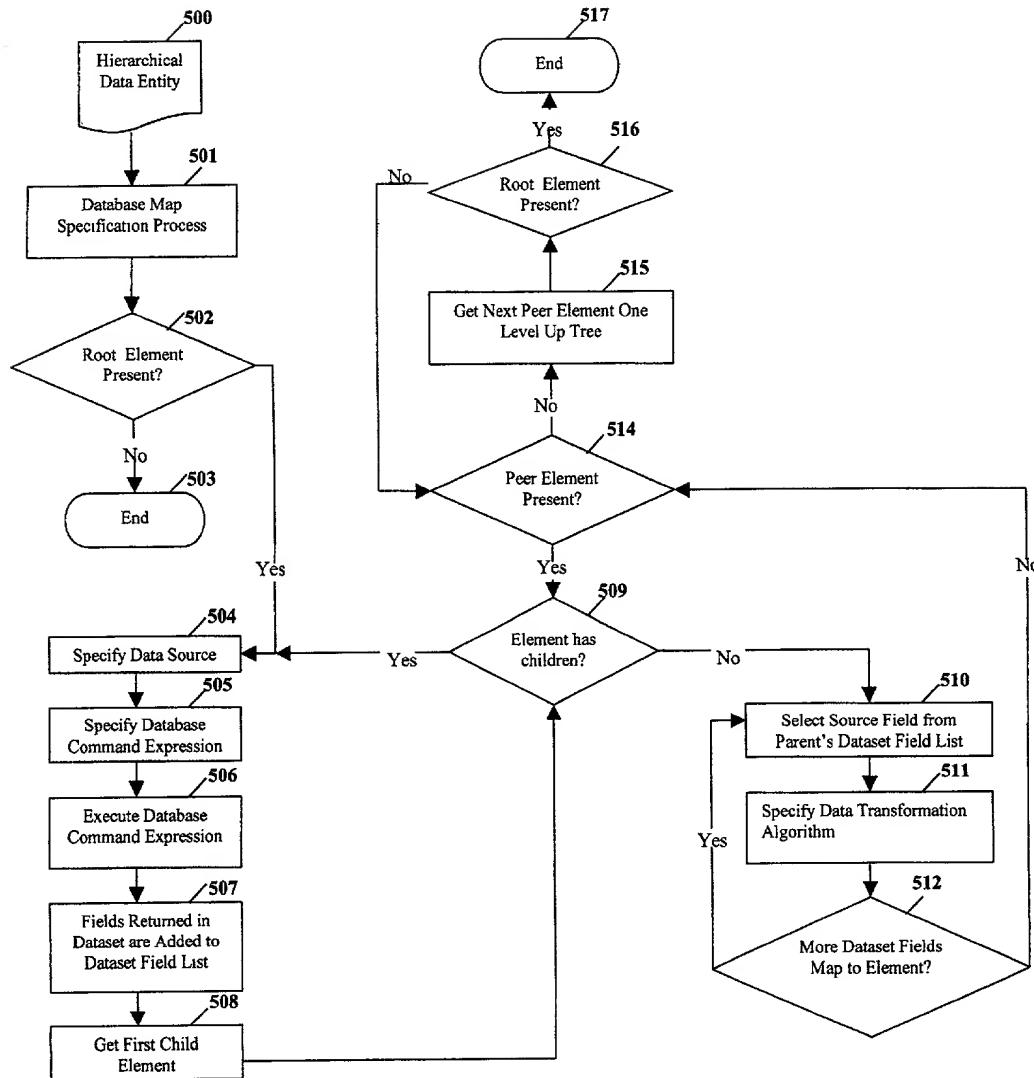 500
Hierarchical
Data Entity
501
Database Map
Specification Process
502
Root Element
Present?
No
503
End
Yes
504
Specify Data Source
505
Specify Database
Command Expression
506
Execute Database
Command Expression
507
Fields Returned in
Dataset are Added to
Dataset Field List
508
Get First Child
Element
517
End
Yes
516
No
Root Element
Present?
515
Get Next Peer Element One
Level Up Tree
No
514
Peer Element
Present?
Yes
509
Element has
children?
Yes
No
510
Select Source Field from
Parent's Dataset Field List
511
Specify Data Transformation
Algorithm
Yes
512
More Dataset Fields
Map to Element?
No